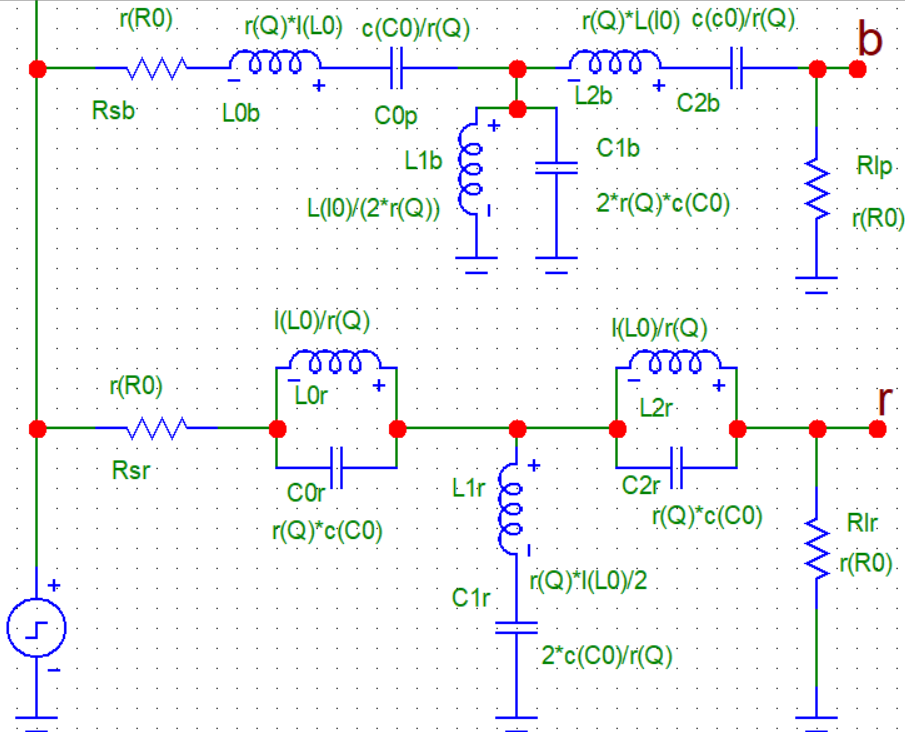 r(R0)
r(Q)*l(L0)
c(C0)/r(Q)
r(Q)*L(l0)
c(c0)/r(Q)
b
Rsb
L0b
C0p
L2b
C2b
L1b
C1b
Rlp
L(l0)/(2*r(Q))
2*r(Q)*c(C0)
r(R0)
l(L0)/r(Q)
l(L0)/r(Q)
r(R0)
L0r
L2r
r
Rsr
C0r
L1r
C2r
r(Q)*c(C0)
r(Q)*c(C0)
Rlr
r(R0)
r(Q)*l(L0)/2
C1r
2*c(C0)/r(Q)